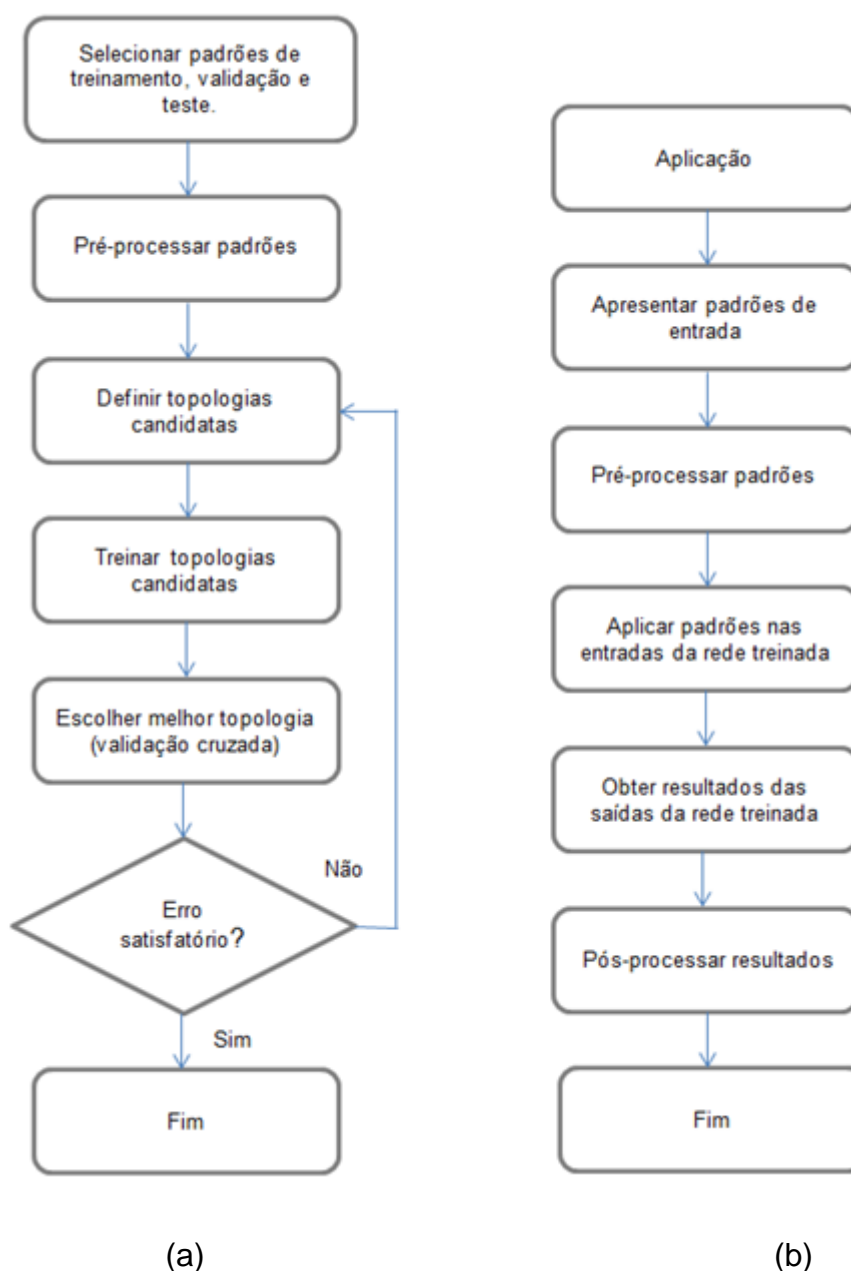 Selecionar padrões de
treinamento, validação e
teste.
Pré-processar padrões
Definir topologias
candidatas
Treinar topologias
candidatas
Escolher melhor topologia
(validação cruzada)
Erro
satisfatório?
Não
Sim
Fim
(a)
Aplicação
Apresentar padrões de
entrada
Pré-processar padrões
Aplicar padrões nas
entradas da rede treinada
Obter resultados das
saídas da rede treinada
Pós-processar resultados
Fim
(b)